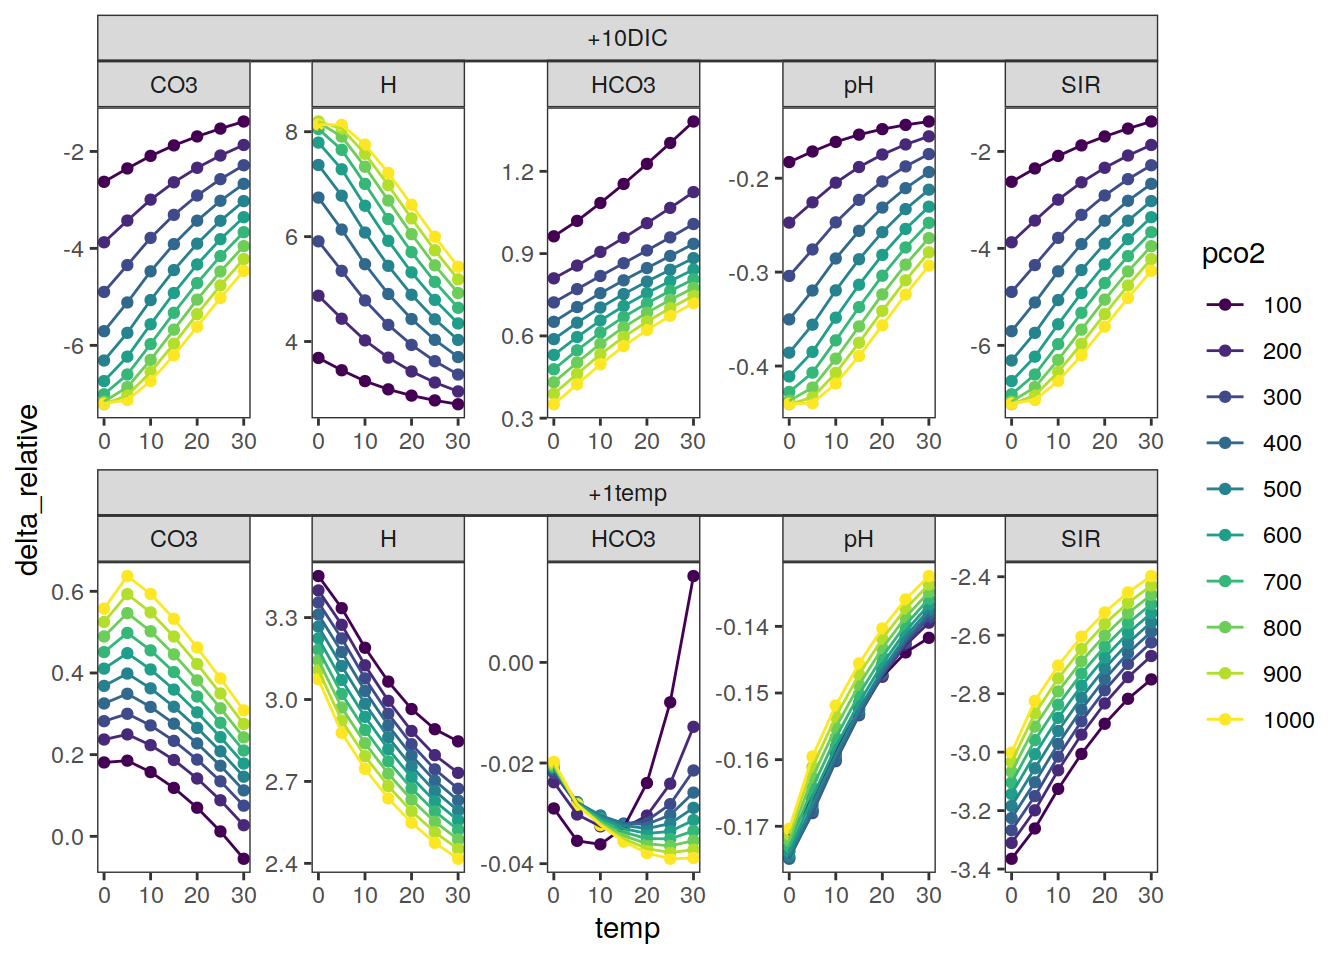 +10DIC
CO3 H HCO3 pH SIR
-2 -4 -6
8 6 4
1.2 0.9 0.6 0.3
-0.2 -0.3 -0.4
-2 -4 -6
0 10 20 30 0 10 20 30 0 10 20 30 0 10 20 30 0 10 20 30
+1temp
CO3 H HCO3 pH SIR
0.6 0.4 0.2 0.0
3.3 3.0 2.7 2.4
0.00 -0.02 -0.04
-0.14 -0.15 -0.16 -0.17
-2.4 -2.6 -2.8 -3.0 -3.2 -3.4
0 10 20 30 0 10 20 30 0 10 20 30 0 10 20 30 0 10 20 30
temp
delta_relative
pco2
100
200
300
400
500
600
700
800
900
1000